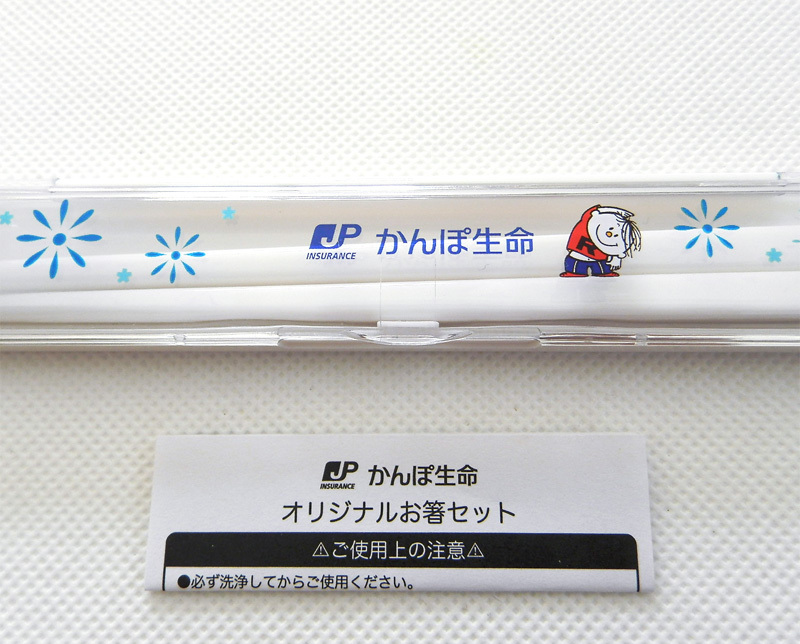 JP INSURANCE かんぽ生命
R
JP INSURANCE かんぽ生命
オリジナルお箸セット
⚠ご使用上の注意⚠
●必ず洗浄してからご使用ください。